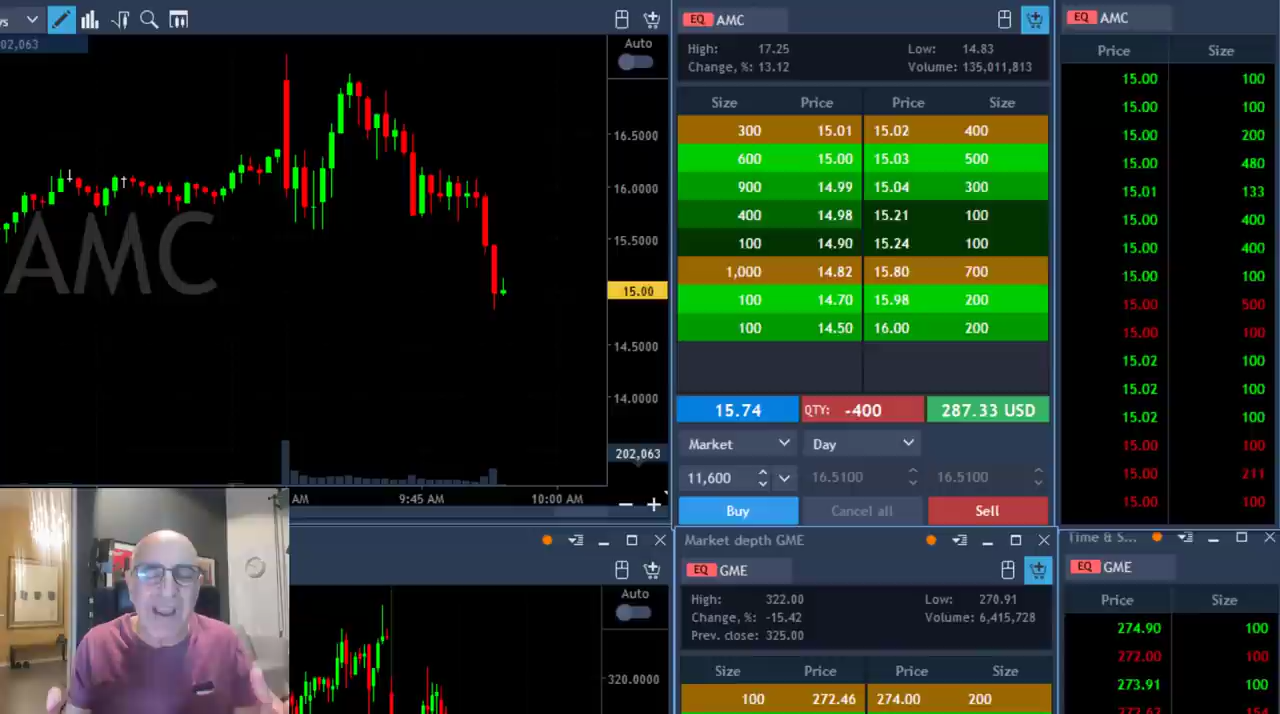 ys
202,063
Auto
16.5000
16.0000
15.5000
15.00
14.5000
14.0000
202,063
AMC
AM
9:45 AM
10:00 AM
EQ AMC
High: 17.25 Low: 14.83
Change, %: 13.12 Volume: 135,011,813
Size Price Price Size
300 15.01 15.02 400
600 15.00 15.03 500
900 14.99 15.04 300
400 14.98 15.21 100
100 14.90 15.24 100
1,000 14.82 15.80 700
100 14.70 15.98 200
100 14.50 16.00 200
15.74 QTY: -400 287.33 USD
Market Day
11,600 16.5100 16.5100
Buy Cancel all Sell
EQ AMC
Price Size
15.00 100
15.00 100
15.00 200
15.00 480
15.01 133
15.00 400
15.00 400
15.00 100
15.00 500
15.00 100
15.02 100
15.02 100
15.02 100
15.00 100
15.00 211
15.00 100
Auto
320.0000
Market depth GME
EQ GME
High: 322.00 Low: 270.91
Change, %: -15.42 Volume: 6,415,728
Prev. close: 325.00
Size Price Price Size
100 272.46 274.00 200
Time & S...
EQ GME
Price Size
274.90 100
272.00 100
273.91 100